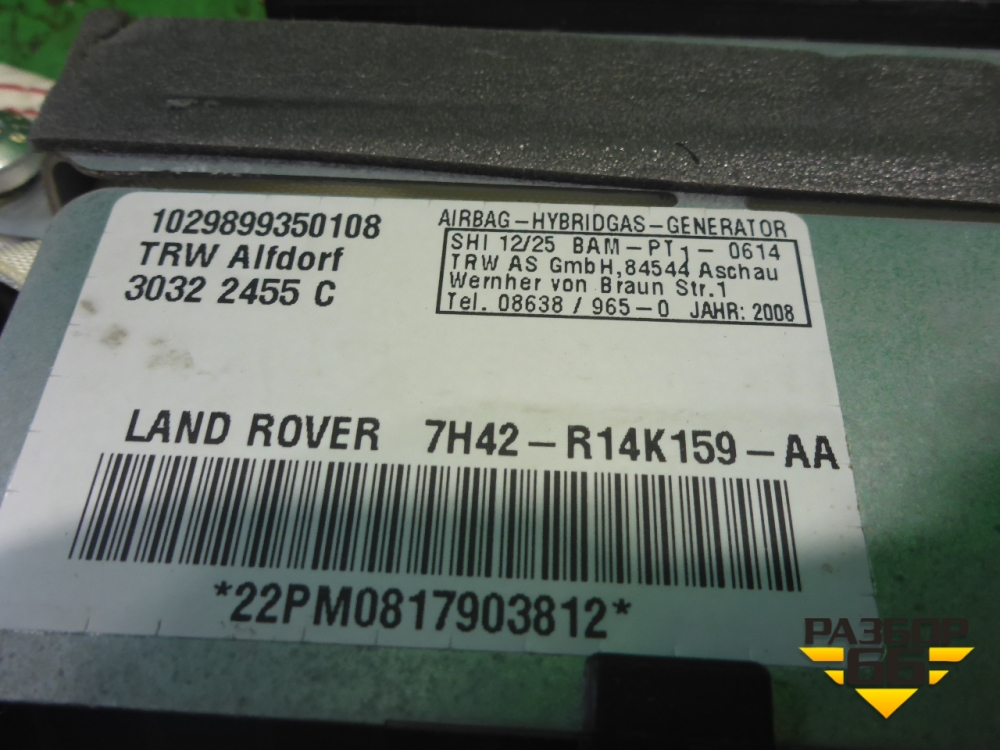 1029899350108
TRW Alfdorf
3032 2455 C
AIRBAG-HYBRIDGAS-GENERATOR
SHI 12/25 BAM-PT1-0614
TRW AS GmbH,84544 Aschau
Wernher von Braun Str.1
Tel. 08638 / 965-0 JAHR: 2008
LAND ROVER 7H42-R14K159-AA
*22PM0817903812*
РАЗБОР
66